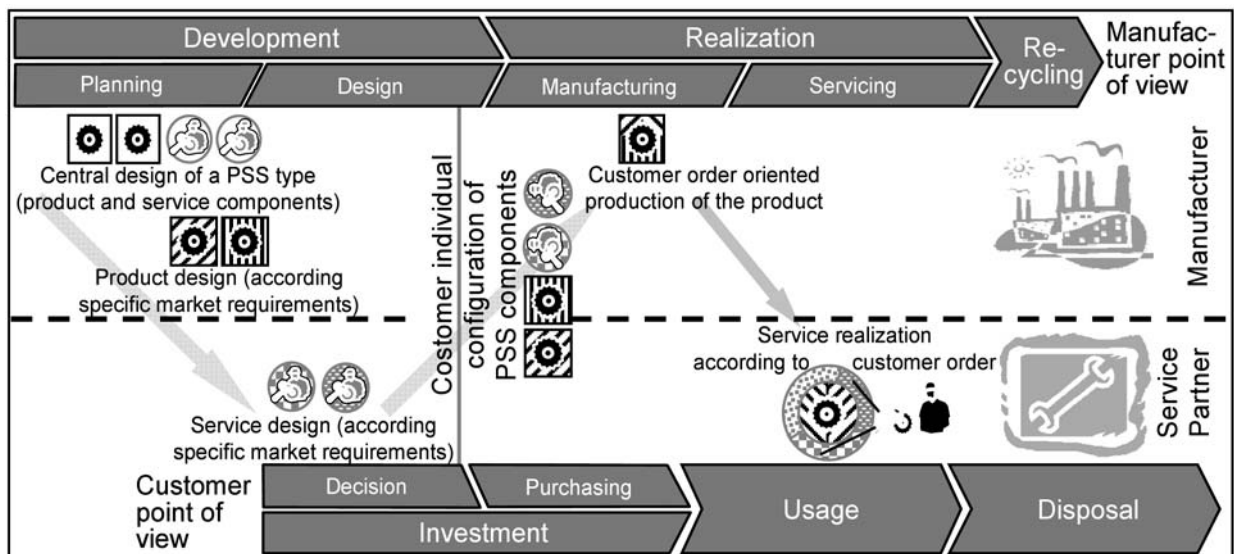 Development
Realization
Re-
cycling
Manufac-
turer point
of view
Planning
Design
Manufacturing
Servicing
Central design of a PSS type
(product and service components)
Product design (according
specific market requirements)
Costomer individual
configuration of
PSS components
Customer order oriented
production of the product
Manufacturer
Service realization
according to
customer order
Service
Partner
Service design (according
specific market requirements)
Customer
point of
view
Decision
Purchasing
Investment
Usage
Disposal